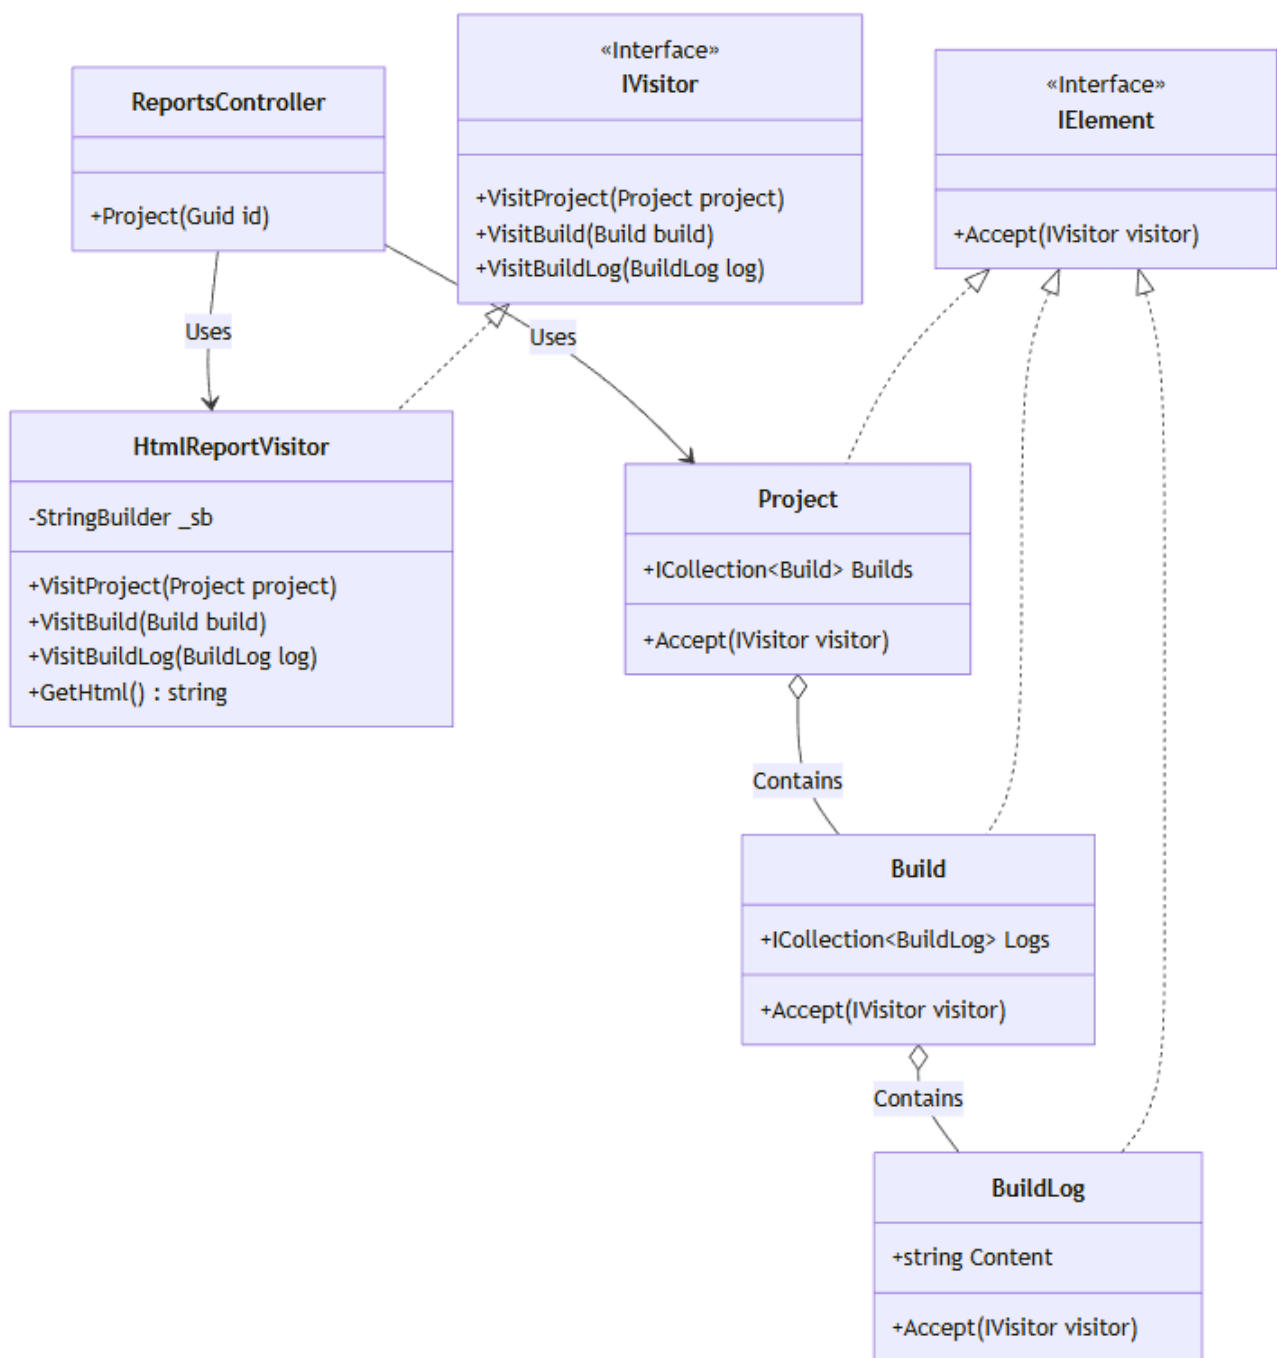 «Interface»
IVisitor
+VisitProject(Project project)
+VisitBuild(Build build)
+VisitBuildLog(BuildLog log)
«Interface»
IElement
+Accept(IVisitor visitor)
ReportsController
+Project(Guid id)
Uses
Uses
HtmlReportVisitor
-StringBuilder _sb
+VisitProject(Project project)
+VisitBuild(Build build)
+VisitBuildLog(BuildLog log)
+GetHtml() : string
Project
+ICollection<Build> Builds
+Accept(IVisitor visitor)
Contains
Build
+ICollection<BuildLog> Logs
+Accept(IVisitor visitor)
Contains
BuildLog
+string Content
+Accept(IVisitor visitor)